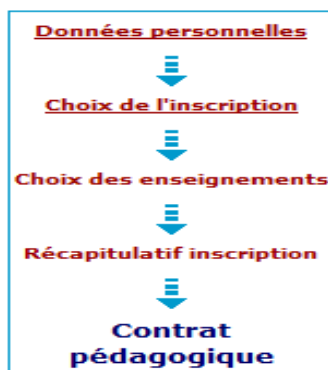 Données personnelles
Choix de l'inscription
Choix des enseignements
Récapitulatif inscription
Contrat
pédagogique